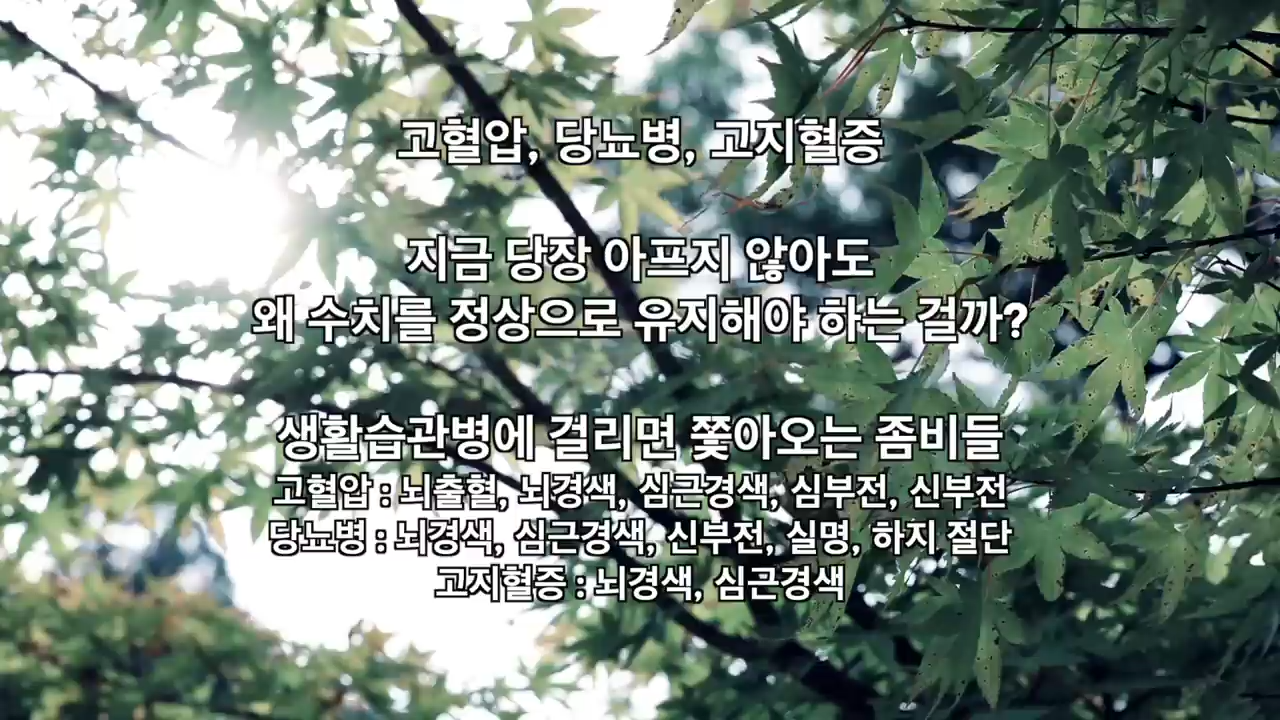 고혈압, 당뇨병, 고지혈증
지금 당장 아프지 않아도
왜 수치를 정상으로 유지해야 하는 걸까?
생활습관병에 걸리면 쫓아오는 좀비들
고혈압 : 뇌출혈, 뇌경색, 심근경색, 심부전, 신부전
당뇨병 : 뇌경색, 심근경색, 신부전, 실명, 하지 절단
고지혈증 : 뇌경색, 심근경색